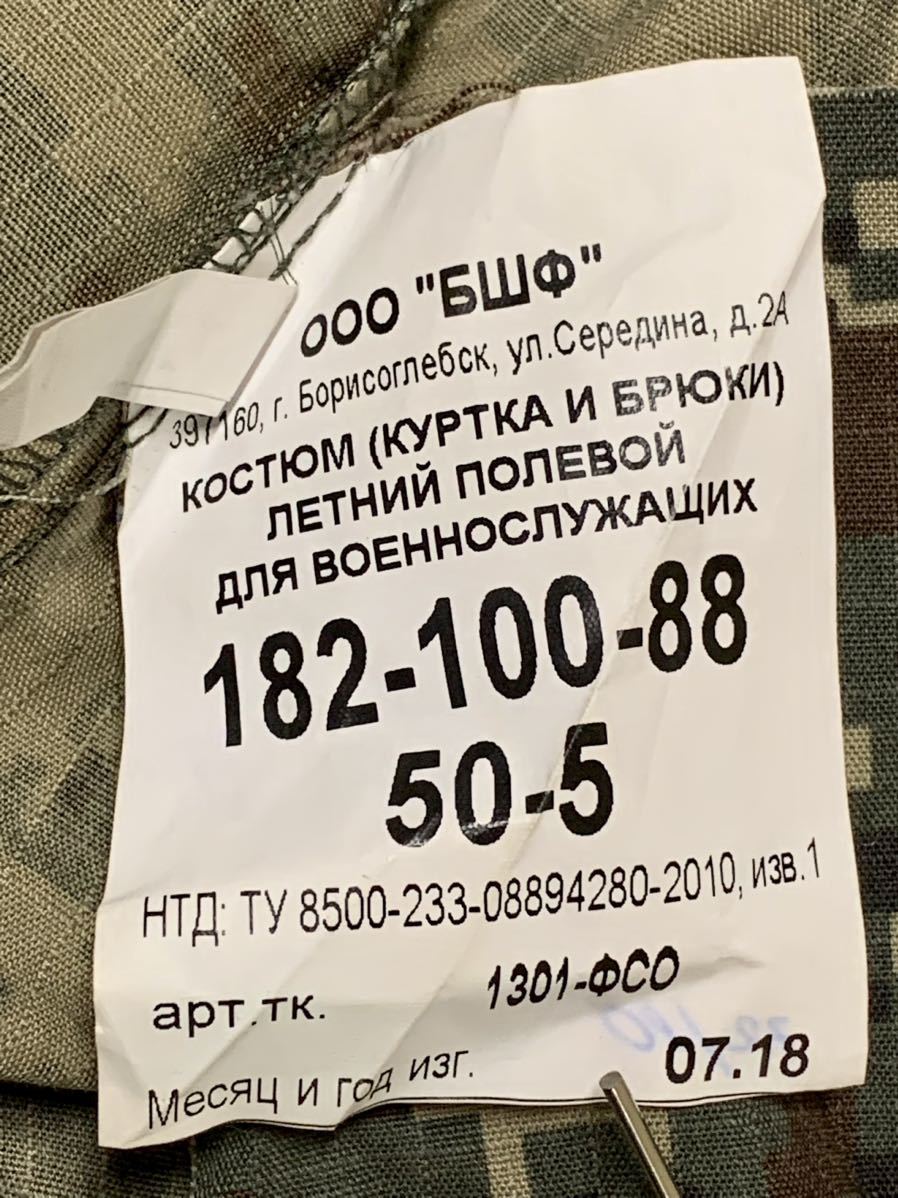 ООО "БШФ"
397160, г. Борисоглебск, ул.Середина, д.2А
КОСТЮМ (КУРТКА И БРЮКИ)
ЛЕТНИЙ ПОЛЕВОЙ
ДЛЯ ВОЕННОСЛУЖАЩИХ
182-100-88
50-5
НТД: ТУ 8500-233-08894280-2010, изв.1
арт.тк. 1301-ФСО
Месяц и год изг. 07.18